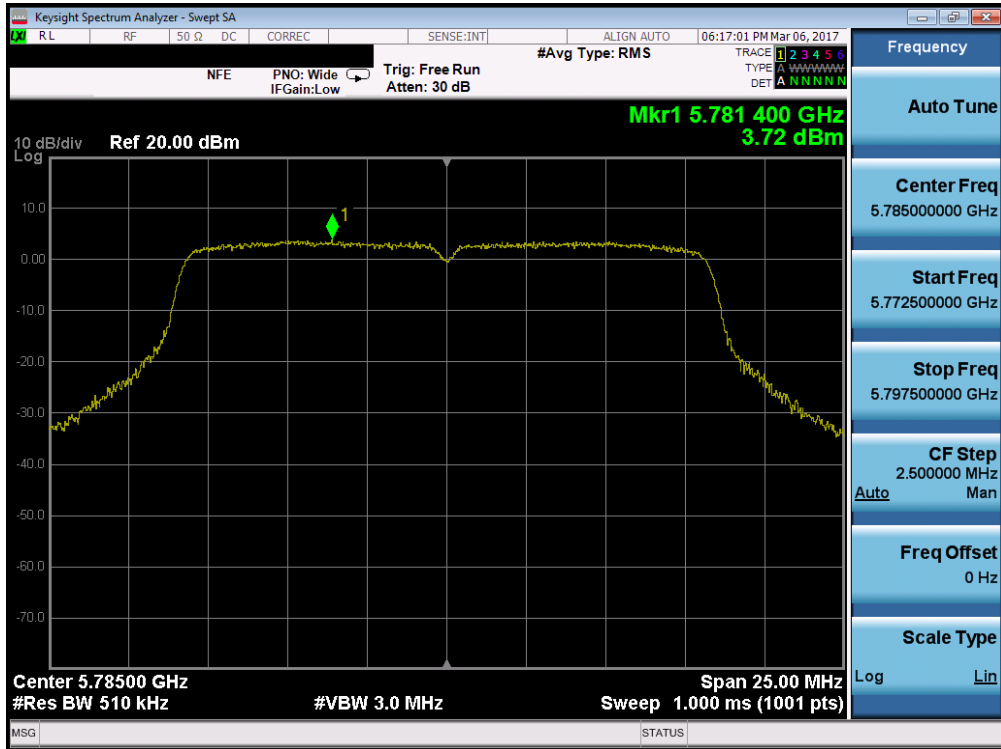 Keysight Spectrum Analyzer - Swept SA
LXI RL RF 50 Ω DC CORREC SENSE:INT ALIGN AUTO 06:17:01 PM Mar 06, 2017
#Avg Type: RMS TRACE 1 2 3 4 5 6
NFE PNO: Wide Trig: Free Run TYPE A WWWWW
IFGain:Low Atten: 30 dB DET A N N N N N
Mkr1 5.781 400 GHz
3.72 dBm
10 dB/div Ref 20.00 dBm
Log
1
10.0
0.00
-10.0
-20.0
-30.0
-40.0
-50.0
-60.0
-70.0
Center 5.78500 GHz Span 25.00 MHz
#Res BW 510 kHz #VBW 3.0 MHz Sweep 1.000 ms (1001 pts)
MSG STATUS
Frequency
Auto Tune
Center Freq
5.785000000 GHz
Start Freq
5.772500000 GHz
Stop Freq
5.797500000 GHz
CF Step
2.500000 MHz
Auto Man
Freq Offset
0 Hz
Scale Type
Log Lin